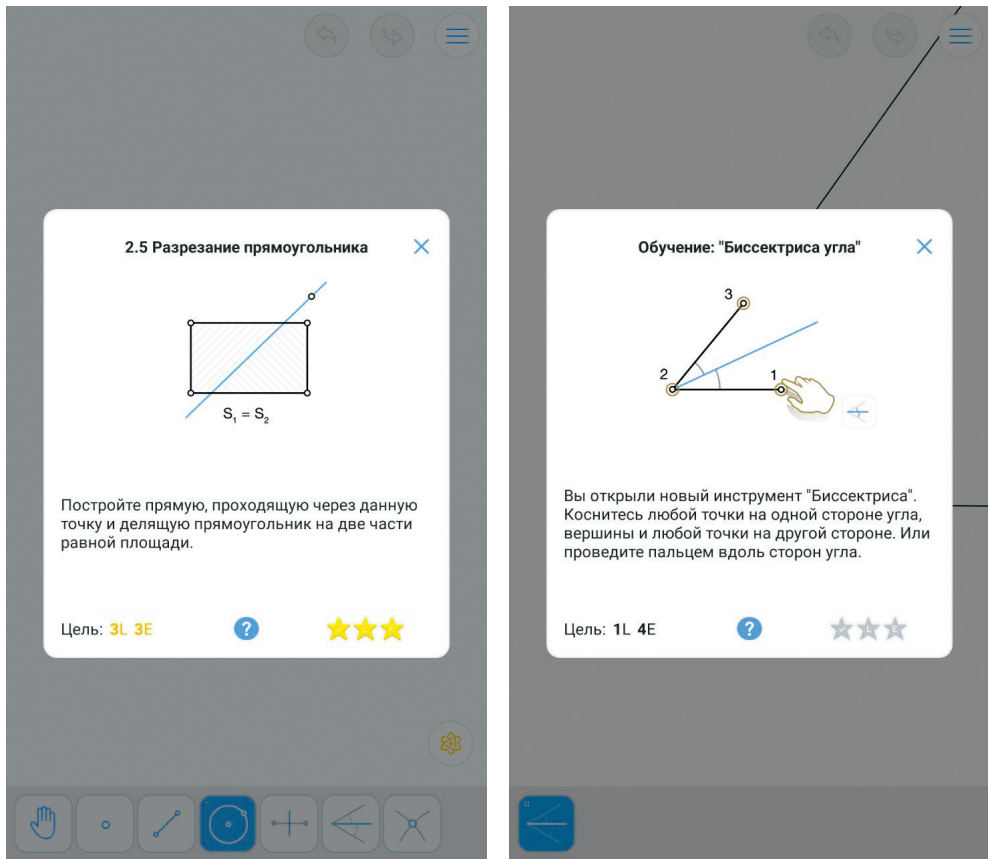 2.5 Разрезание прямоугольника
S₁ = S₂
Постройте прямую, проходящую через данную
точку и делящую прямоугольник на две части
равной площади.
Цель: 3L 3E
?
Обучение: "Биссектриса угла"
3
2
1
Вы открыли новый инструмент "Биссектриса".
Коснитесь любой точки на одной стороне угла,
вершины и любой точки на другой стороне. Или
проведите пальцем вдоль сторон угла.
Цель: 1L 4E
?
L E